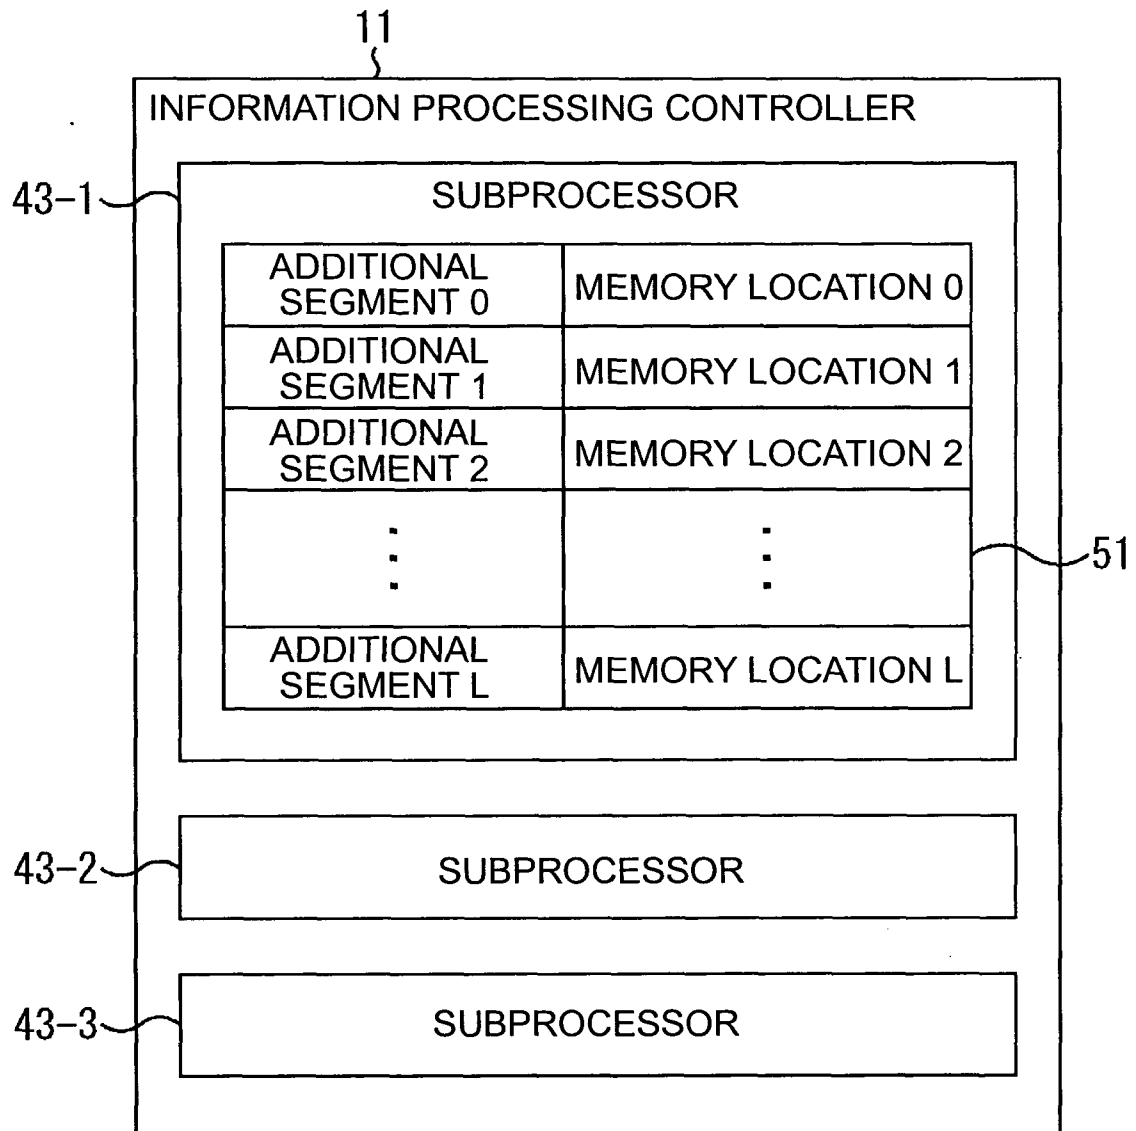 11
INFORMATION PROCESSING CONTROLLER
43-1
SUBPROCESSOR
ADDITIONAL
SEGMENT 0
MEMORY LOCATION 0
ADDITIONAL
SEGMENT 1
MEMORY LOCATION 1
ADDITIONAL
SEGMENT 2
MEMORY LOCATION 2
51
ADDITIONAL
SEGMENT L
MEMORY LOCATION L
43-2
SUBPROCESSOR
43-3
SUBPROCESSOR